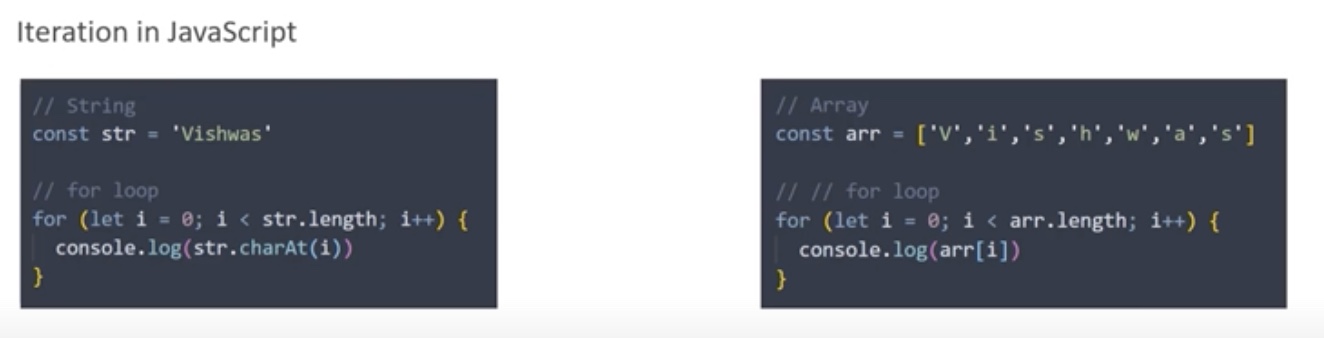 Iteration in JavaScript
// String
const str = 'Vishwas'
// for loop
for (let i = 0; i < str.length; i++) {
  console.log(str.charAt(i))
}
// Array
const arr = ['V','i','s','h','w','a','s']
// // for loop
for (let i = 0; i < arr.length; i++) {
  console.log(arr[i])
}